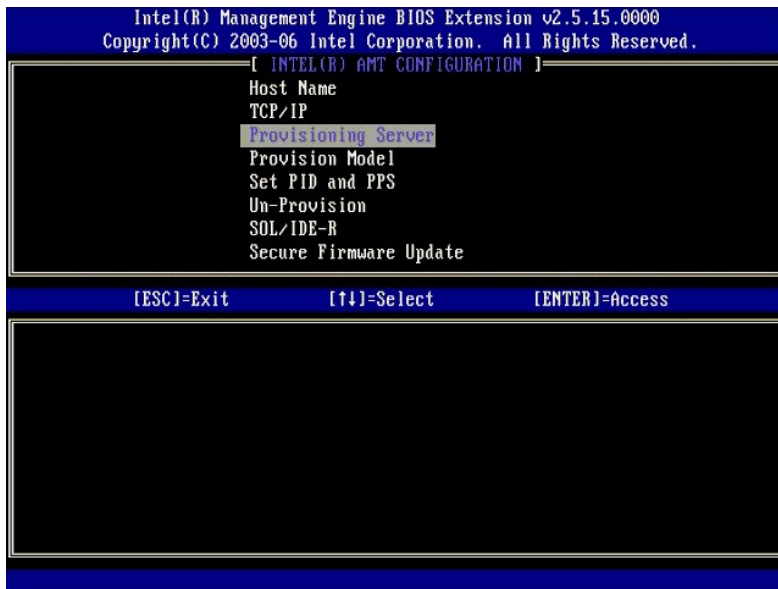 Intel(R) Management Engine BIOS Extension v2.5.15.0000
Copyright(C) 2003-06 Intel Corporation. All Rights Reserved.
[ INTEL(R) AMT CONFIGURATION ]
Host Name
TCP/IP
Provisioning Server
Provision Model
Set PID and PPS
Un-Provision
SOL/IDE-R
Secure Firmware Update
[ESC]=Exit [↑↓]=Select [ENTER]=Access